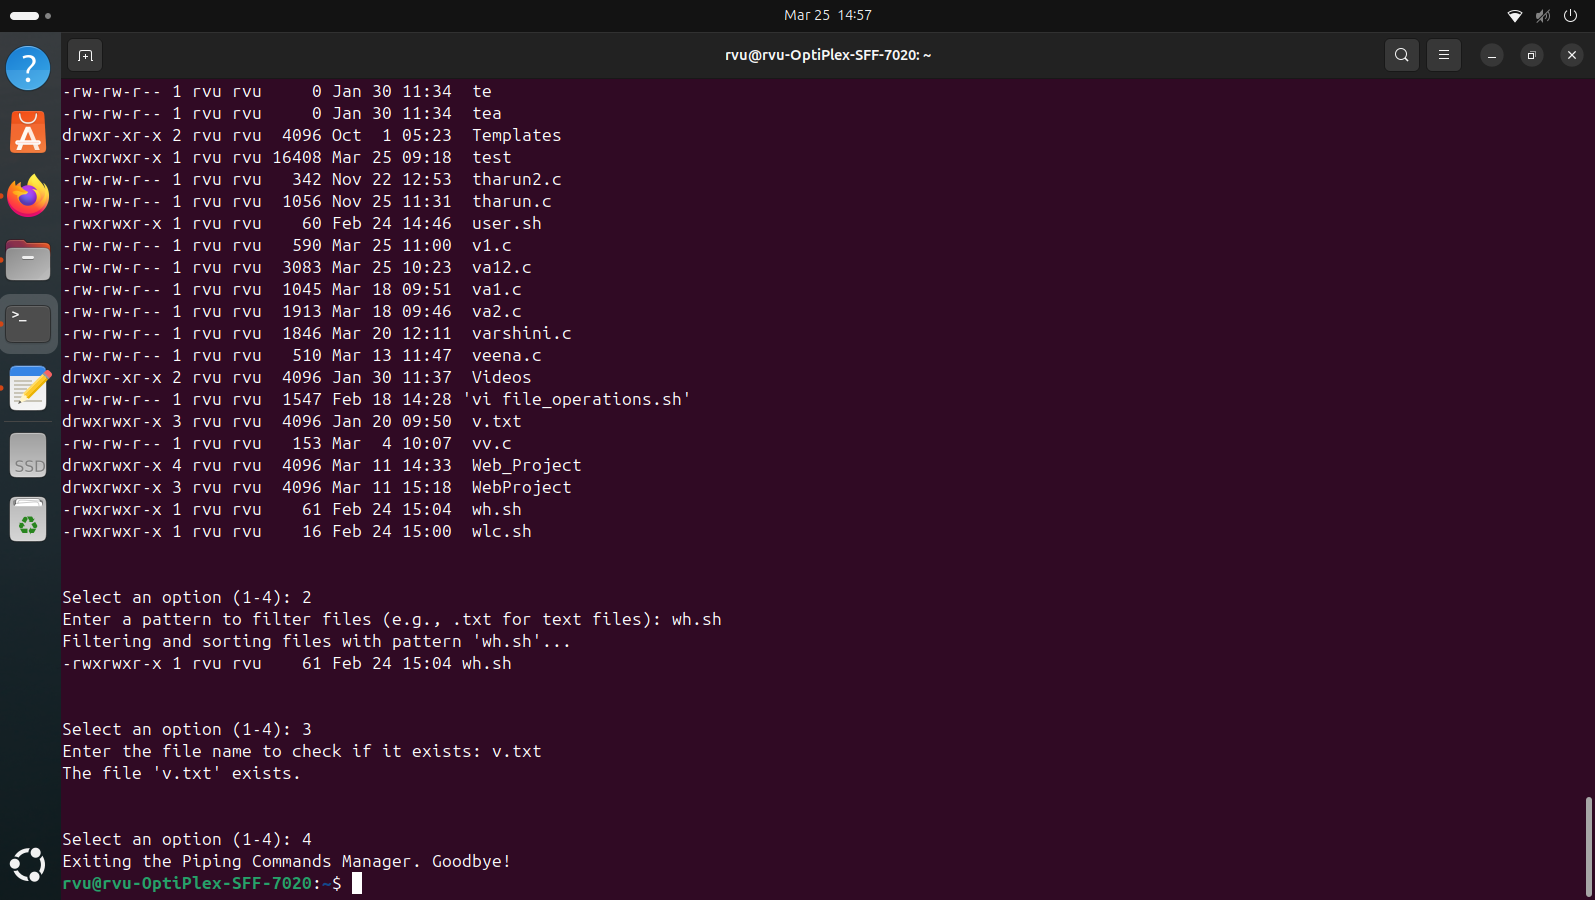 Mar 25 14:57
rvu@rvu-OptiPlex-SFF-7020: ~
-rw-rw-r-- 1 rvu rvu     0 Jan 30 11:34  te
-rw-rw-r-- 1 rvu rvu     0 Jan 30 11:34  tea
drwxr-xr-x 2 rvu rvu  4096 Oct  1 05:23  Templates
-rwxrwxr-x 1 rvu rvu 16408 Mar 25 09:18  test
-rw-rw-r-- 1 rvu rvu   342 Nov 22 12:53  tharun2.c
-rw-rw-r-- 1 rvu rvu  1056 Nov 25 11:31  tharun.c
-rwxrwxr-x 1 rvu rvu    60 Feb 24 14:46  user.sh
-rw-rw-r-- 1 rvu rvu   590 Mar 25 11:00  v1.c
-rw-rw-r-- 1 rvu rvu  3083 Mar 25 10:23  va12.c
-rw-rw-r-- 1 rvu rvu  1045 Mar 18 09:51  va1.c
-rw-rw-r-- 1 rvu rvu  1913 Mar 18 09:46  va2.c
-rw-rw-r-- 1 rvu rvu  1846 Mar 20 12:11  varshini.c
-rw-rw-r-- 1 rvu rvu   510 Mar 13 11:47  veena.c
drwxr-xr-x 2 rvu rvu  4096 Jan 30 11:37  Videos
-rw-rw-r-- 1 rvu rvu  1547 Feb 18 14:28 'vi file_operations.sh'
drwxrwxr-x 3 rvu rvu  4096 Jan 20 09:50  v.txt
-rw-rw-r-- 1 rvu rvu   153 Mar  4 10:07  vv.c
drwxrwxr-x 4 rvu rvu  4096 Mar 11 14:33  Web_Project
drwxrwxr-x 3 rvu rvu  4096 Mar 11 15:18  WebProject
-rwxrwxr-x 1 rvu rvu    61 Feb 24 15:04  wh.sh
-rwxrwxr-x 1 rvu rvu    16 Feb 24 15:00  wlc.sh
Select an option (1-4): 2
Enter a pattern to filter files (e.g., .txt for text files): wh.sh
Filtering and sorting files with pattern 'wh.sh'...
-rwxrwxr-x 1 rvu rvu    61 Feb 24 15:04 wh.sh
Select an option (1-4): 3
Enter the file name to check if it exists: v.txt
The file 'v.txt' exists.
Select an option (1-4): 4
Exiting the Piping Commands Manager. Goodbye!
rvu@rvu-OptiPlex-SFF-7020:~$
SSD